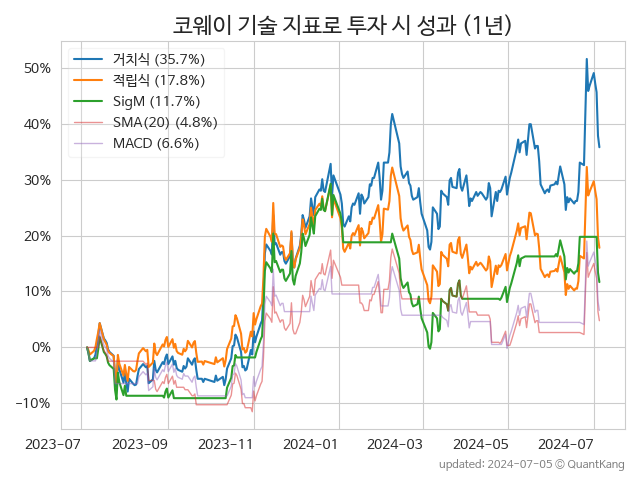 코웨이 기술 지표로 투자 시 성과 (1년)
거치식 (35.7%)
적립식 (17.8%)
SigM (11.7%)
SMA(20) (4.8%)
MACD (6.6%)
50%
40%
30%
20%
10%
0%
−10%
2023-07 2023-09 2023-11 2024-01 2024-03 2024-05 2024-07
updated: 2024-07-05 © QuantKang